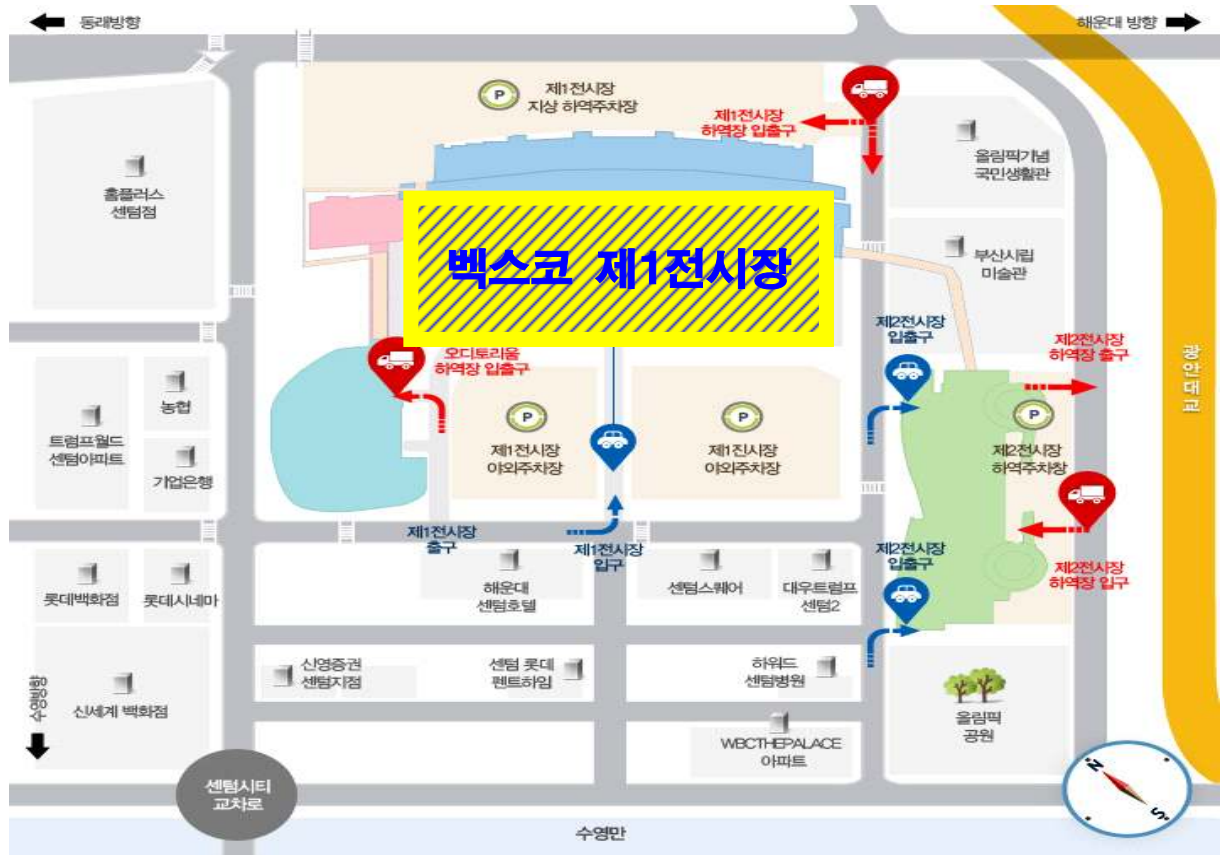 동래방향
해운대 방향
P
제1전시장
지상 하역주차장
제1전시장
하역장 입출구
올림픽기념
국민생활관
홈플러스
센텀점
벡스코 제1전시장
부산시립
미술관
제2전시장
입출구
제2전시장
하역장 출구
광안대교
오디토리움
하역장 입출구
농협
트럼프월드
센텀아파트
기업은행
P
제1전시장
야외주차장
P
제1진시장
야외주차장
P
제2전시장
하역주차창
제1전시장
출구
제1전시장
입구
제2전시장
입출구
제2전시장
하역장 입구
롯데백화점
롯데시네마
해운대
센텀호텔
센텀스퀘어
대우트럼프
센텀2
신영증권
센텀지점
센텀 롯데
펜트하임
하워드
센텀병원
수영방향
신세계 백화점
올림픽
공원
WBCTHEPALACE
아파트
센텀시티
교차로
N
S
수영만